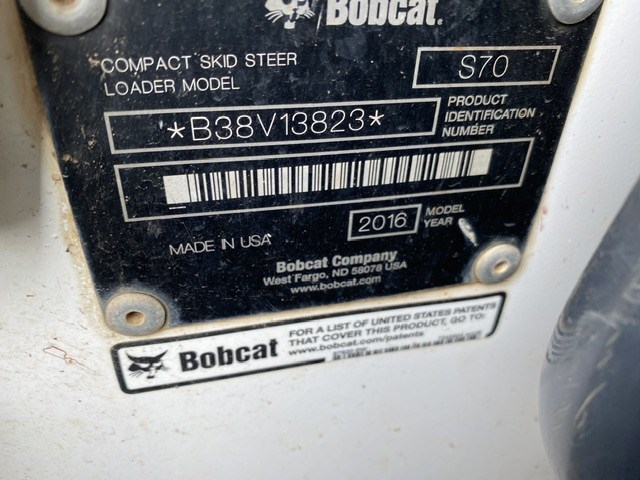 Bobcat.
COMPACT SKID STEER
LOADER MODEL
S70
*B38V13823*
PRODUCT
IDENTIFICATION
NUMBER
2016
MODEL
YEAR
MADE IN USA
Bobcat Company
West Fargo, ND 58078 USA
www.bobcat.com
Bobcat
FOR A LIST OF UNITED STATES PATENTS
THAT COVER THIS PRODUCT, GO TO:
www.bobcat.com/patents